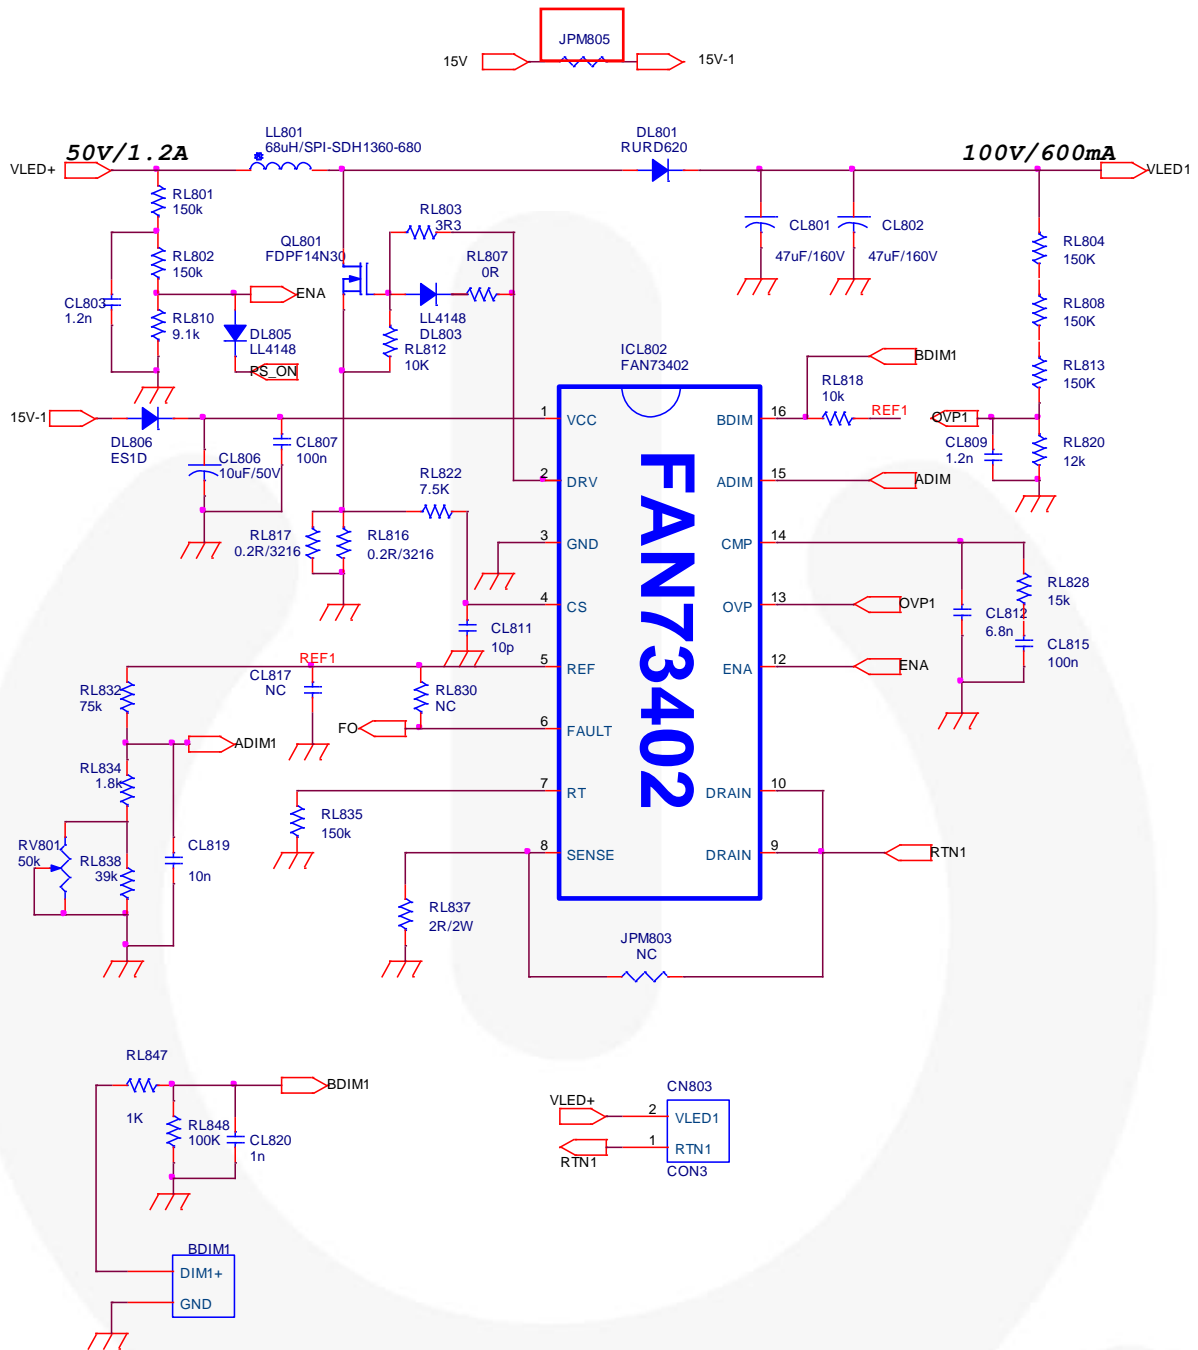 JPM805
15V
15V-1
50V/1.2A
VLED+
LL801
68uH/SPI-SDH1360-680
DL801
RURD620
100V/600mA
VLED1
RL801
150k
RL802
150k
CL803
1.2n
RL810
9.1k
ENA
DL805
LL4148
PS_ON
QL801
FDPF14N30
RL803
3R3
RL807
0R
LL4148
DL803
RL812
10K
CL801
47uF/160V
CL802
47uF/160V
RL804
150K
RL808
150K
RL813
150K
RL820
12k
ICL802
FAN73402
BDIM1
RL818
10k
REF1
OVP1
CL809
1.2n
15V-1
DL806
ES1D
CL806
10uF/50V
CL807
100n
RL822
7.5K
RL817
0.2R/3216
RL816
0.2R/3216
CL811
10p
1
VCC
2
DRV
3
GND
4
CS
5
REF
6
FAULT
7
RT
8
SENSE
FAN73402
BDIM
16
ADIM
15
CMP
14
OVP
13
ENA
12
DRAIN
10
DRAIN
9
ADIM
OVP1
ENA
RTN1
CL812
6.8n
RL828
15k
CL815
100n
REF1
CL817
NC
RL830
NC
FO
RL832
75k
ADIM1
RL834
1.8k
RV801
50k
RL838
39k
CL819
10n
RL835
150k
RL837
2R/2W
JPM803
NC
RL847
1K
BDIM1
RL848
100K
CL820
1n
BDIM1
DIM1+
GND
CN803
VLED+
2
VLED1
1
RTN1
RTN1
CON3